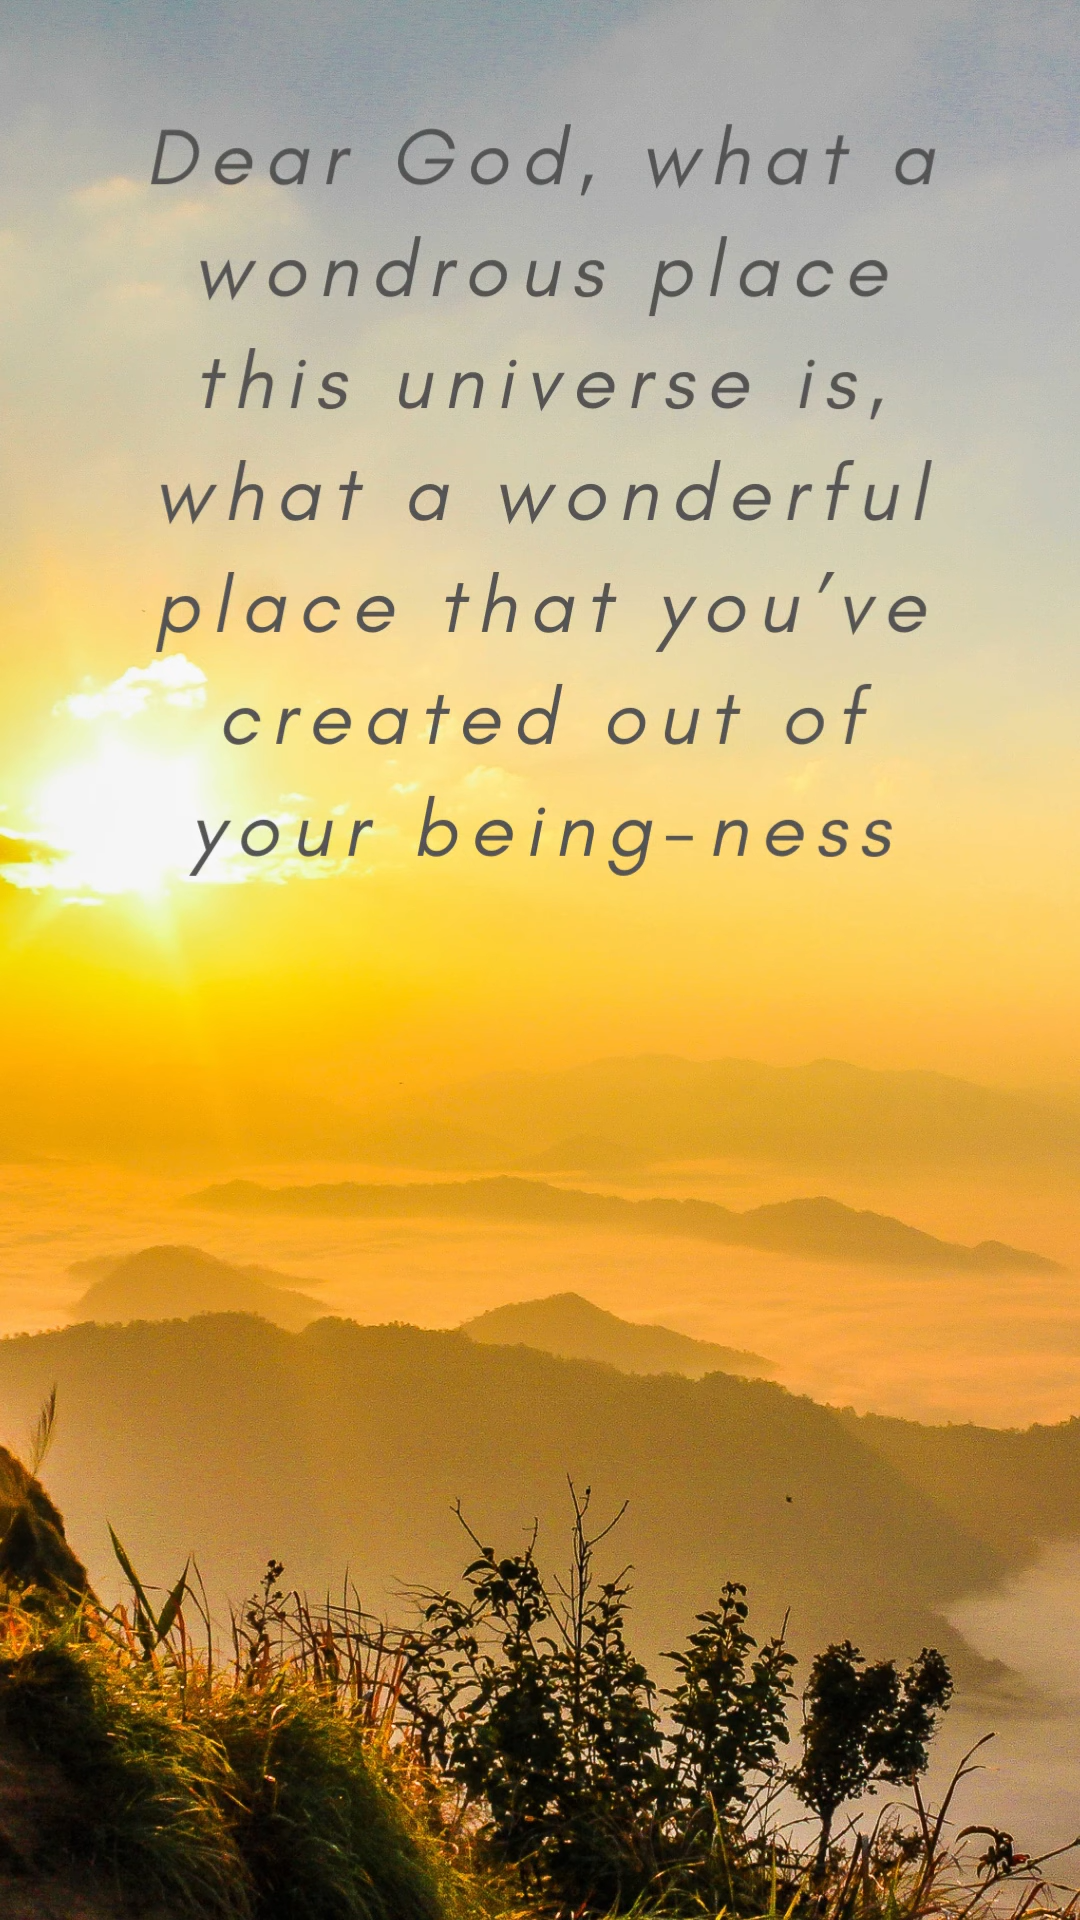 Dear God, what a
wondrous place
this universe is,
what a wonderful
place that you’ve
created out of
your being-ness